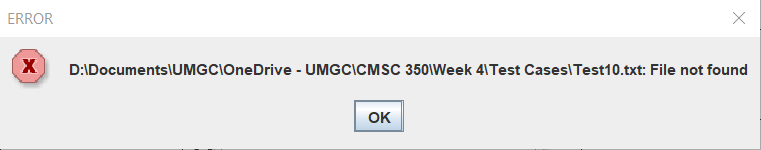 ERROR
D:\Documents\UMGC\OneDrive - UMGC\CMSC 350\Week 4\Test Cases\Test10.txt: File not found
OK